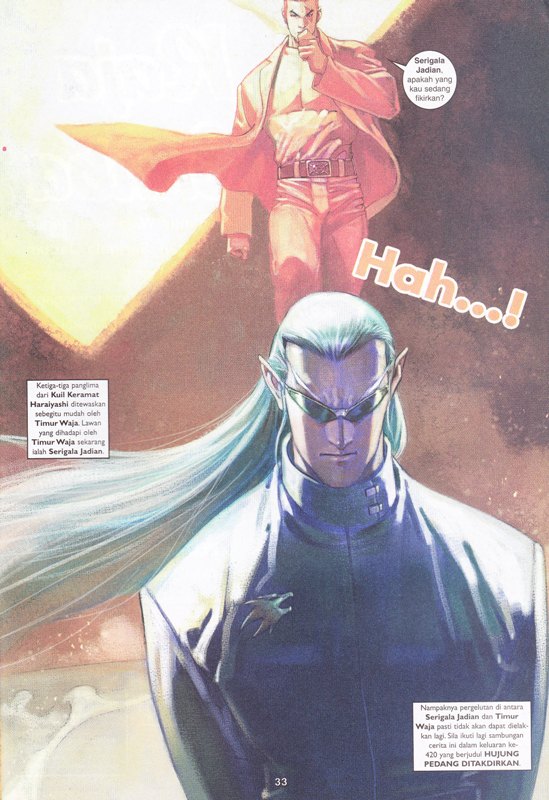 Serigala
Jadian,
apakah yang
kau sedang
fikirkan?
Hah...!
Ketiga-tiga panglima
dari Kuil Keramat
Haraiyashi ditewaskan
sebegitu mudah oleh
Timur Waja. Lawan
yang dihadapi oleh
Timur Waja sekarang
ialah Serigala Jadian.
Nampaknya pergelutan di antara
Serigala Jadian dan Timur
Waja pasti tidak akan dapat dielak-
kan lagi. Sila ikuti lagi sambungan
cerita ini dalam keluaran ke-
420 yang berjudul HUJUNG
PEDANG DITAKDIRKAN.
33